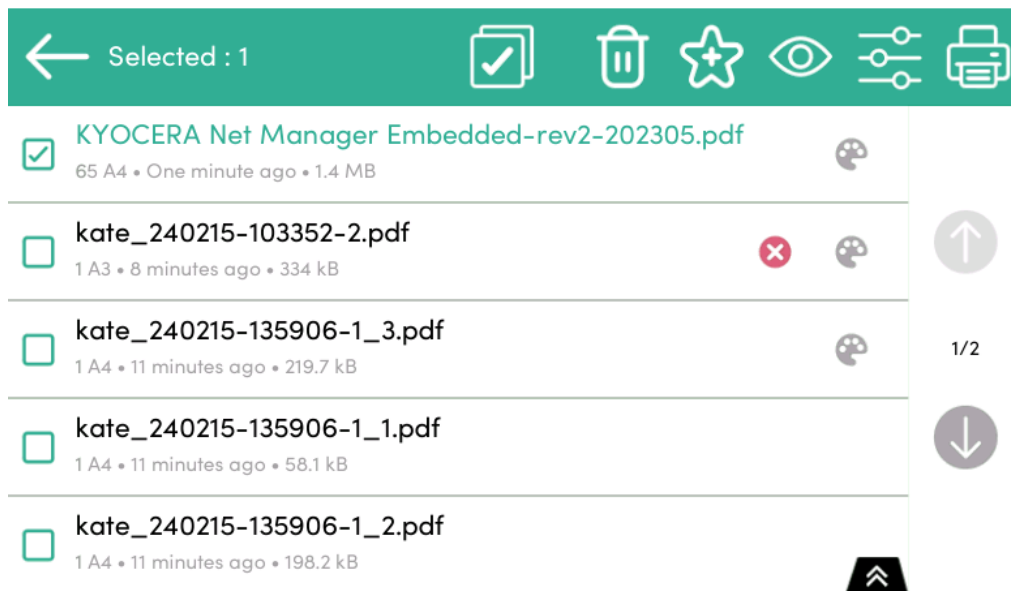 Selected : 1
KYOCERA Net Manager Embedded-rev2-202305.pdf
65 A4 • One minute ago • 1.4 MB
kate_240215-103352-2.pdf
1 A3 • 8 minutes ago • 334 kB
kate_240215-135906-1_3.pdf
1 A4 • 11 minutes ago • 219.7 kB
1/2
kate_240215-135906-1_1.pdf
1 A4 • 11 minutes ago • 58.1 kB
kate_240215-135906-1_2.pdf
1 A4 • 11 minutes ago • 198.2 kB